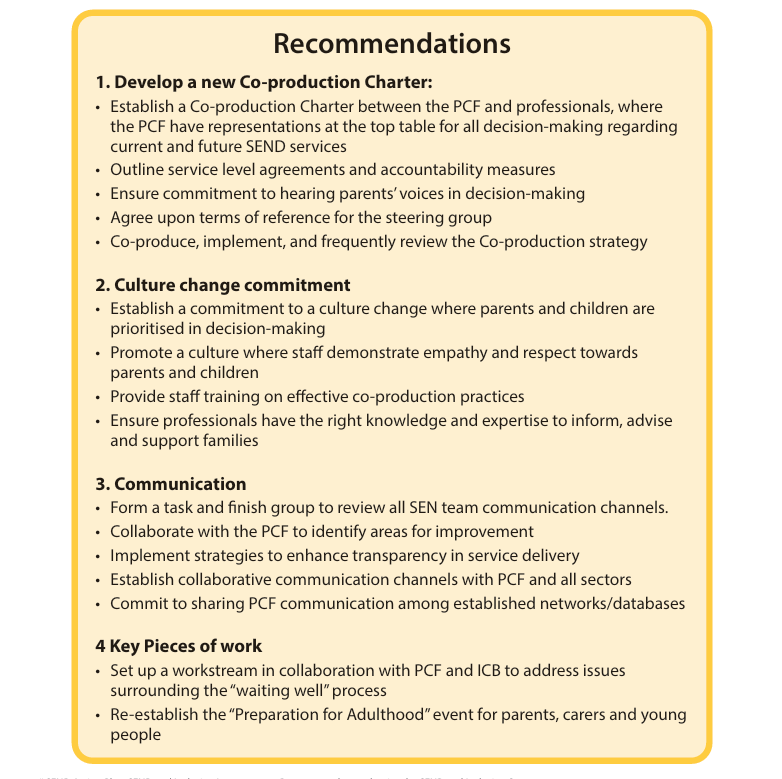 Recommendations
1. Develop a new Co-production Charter:
• Establish a Co-production Charter between the PCF and professionals, where
the PCF have representations at the top table for all decision-making regarding
current and future SEND services
• Outline service level agreements and accountability measures
• Ensure commitment to hearing parents’ voices in decision-making
• Agree upon terms of reference for the steering group
• Co-produce, implement, and frequently review the Co-production strategy
2. Culture change commitment
• Establish a commitment to a culture change where parents and children are
prioritised in decision-making
• Promote a culture where staff demonstrate empathy and respect towards
parents and children
• Provide staff training on effective co-production practices
• Ensure professionals have the right knowledge and expertise to inform, advise
and support families
3. Communication
• Form a task and finish group to review all SEN team communication channels.
• Collaborate with the PCF to identify areas for improvement
• Implement strategies to enhance transparency in service delivery
• Establish collaborative communication channels with PCF and all sectors
• Commit to sharing PCF communication among established networks/databases
4 Key Pieces of work
• Set up a workstream in collaboration with PCF and ICB to address issues
surrounding the “waiting well” process
• Re-establish the “Preparation for Adulthood” event for parents, carers and young
people